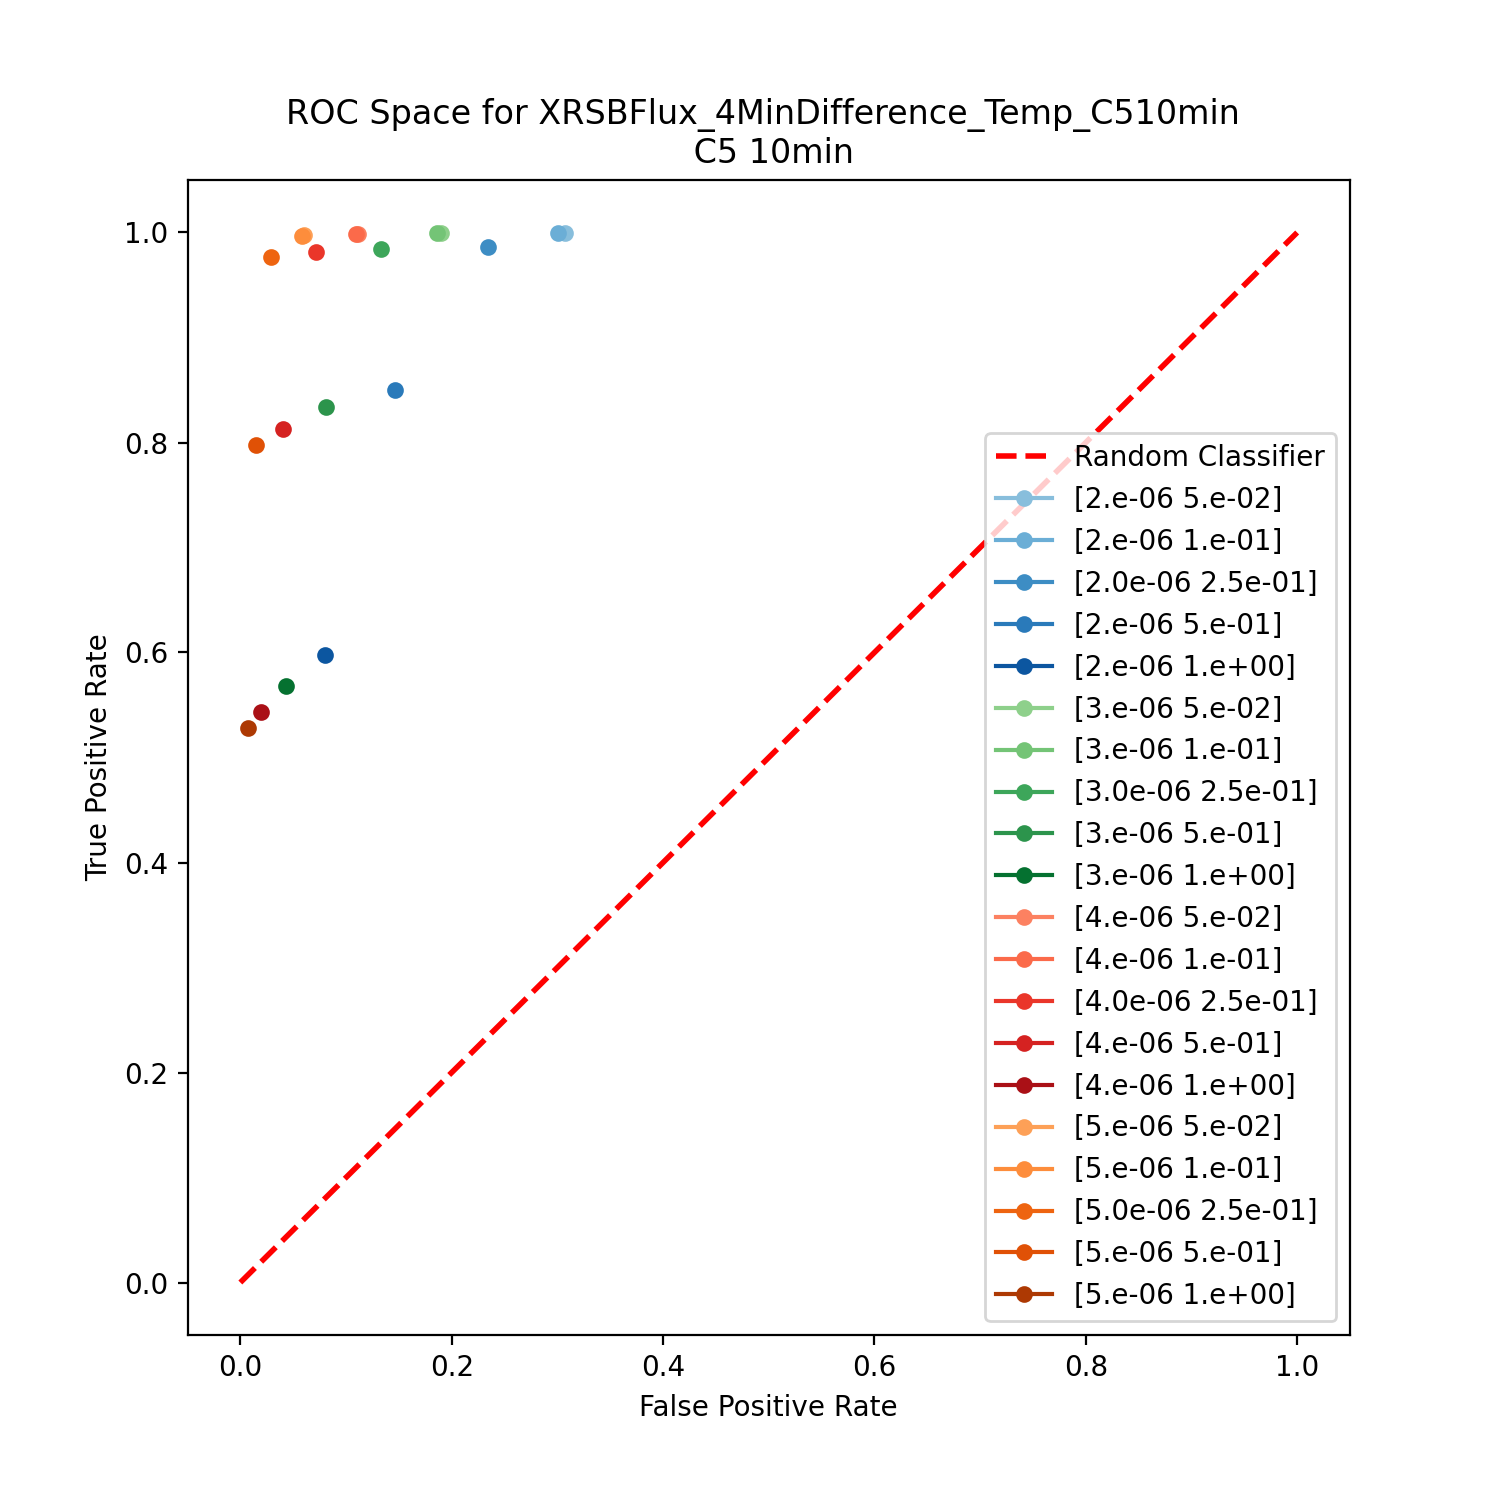 ROC Space for XRSBFlux_4MinDifference_Temp_C510min
C5 10min
1.0
0.8
0.6
0.4
0.2
0.0
True Positive Rate
Random Classifier
[2.e-06 5.e-02]
[2.e-06 1.e-01]
[2.0e-06 2.5e-01]
[2.e-06 5.e-01]
[2.e-06 1.e+00]
[3.e-06 5.e-02]
[3.e-06 1.e-01]
[3.0e-06 2.5e-01]
[3.e-06 5.e-01]
[3.e-06 1.e+00]
[4.e-06 5.e-02]
[4.e-06 1.e-01]
[4.0e-06 2.5e-01]
[4.e-06 5.e-01]
[4.e-06 1.e+00]
[5.e-06 5.e-02]
[5.e-06 1.e-01]
[5.0e-06 2.5e-01]
[5.e-06 5.e-01]
[5.e-06 1.e+00]
0.0 0.2 0.4 0.6 0.8 1.0
False Positive Rate